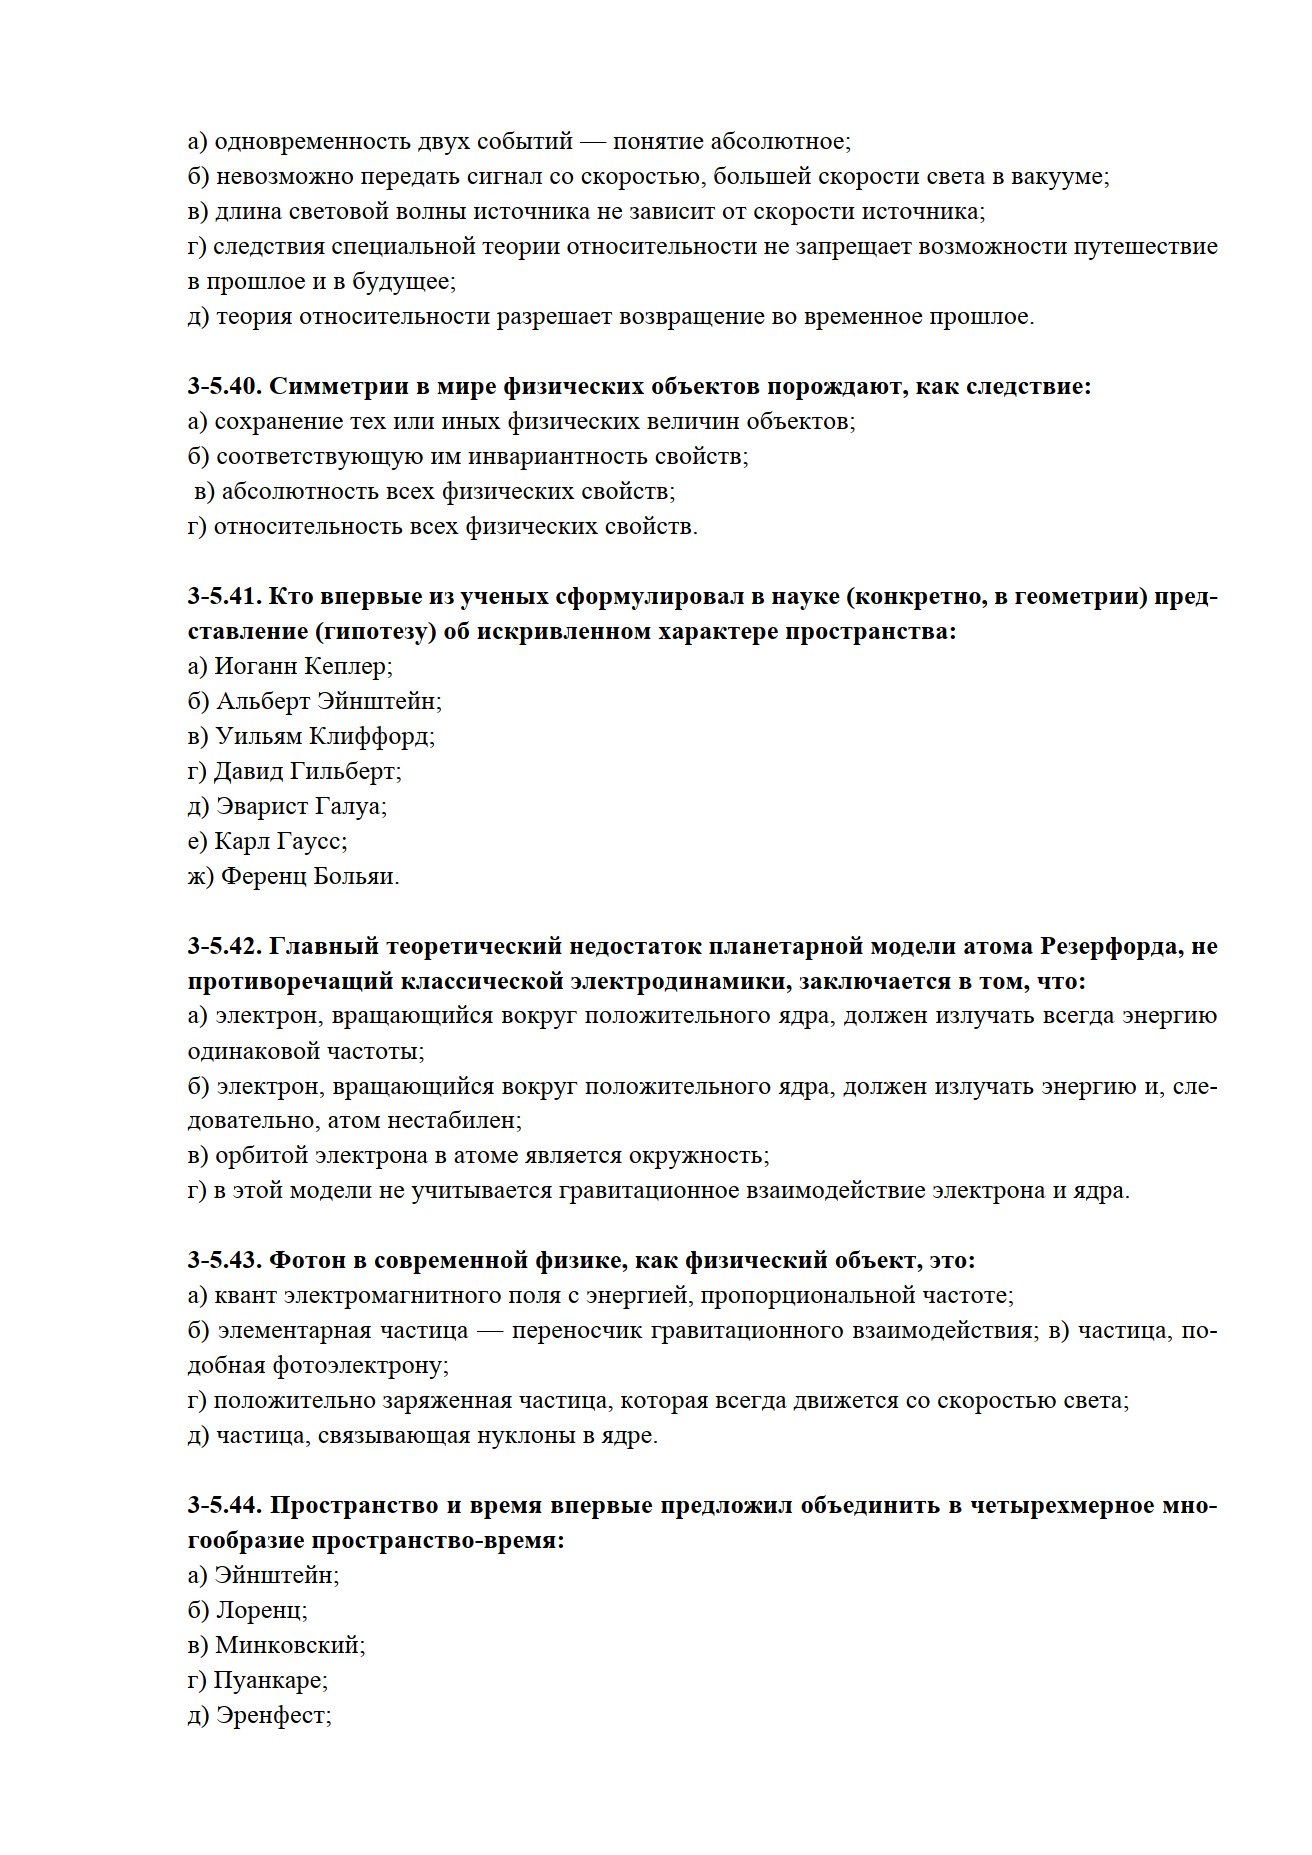 а) одновременность двух событий — понятие абсолютное;
б) невозможно передать сигнал со скоростью, большей скорости света в вакууме;
в) длина световой волны источника не зависит от скорости источника;
г) следствия специальной теории относительности не запрещает возможности путешествие
в прошлое и в будущее;
д) теория относительности разрешает возвращение во временное прошлое.
3-5.40. Симметрии в мире физических объектов порождают, как следствие:
а) сохранение тех или иных физических величин объектов;
б) соответствующую им инвариантность свойств;
в) абсолютность всех физических свойств;
г) относительность всех физических свойств.
3-5.41. Кто впервые из ученых сформулировал в науке (конкретно, в геометрии) пред-
ставление (гипотезу) об искривленном характере пространства:
а) Иоганн Кеплер;
б) Альберт Эйнштейн;
в) Уильям Клиффорд;
г) Давид Гильберт;
д) Эварист Галуа;
е) Карл Гаусс;
ж) Ференц Больяи.
3-5.42. Главный теоретический недостаток планетарной модели атома Резерфорда, не
противоречащий классической электродинамики, заключается в том, что:
а) электрон, вращающийся вокруг положительного ядра, должен излучать всегда энергию
одинаковой частоты;
б) электрон, вращающийся вокруг положительного ядра, должен излучать энергию и, сле-
довательно, атом нестабилен;
в) орбитой электрона в атоме является окружность;
г) в этой модели не учитывается гравитационное взаимодействие электрона и ядра.
3-5.43. Фотон в современной физике, как физический объект, это:
а) квант электромагнитного поля с энергией, пропорциональной частоте;
б) элементарная частица — переносчик гравитационного взаимодействия; в) частица, по-
добная фотоэлектрону;
г) положительно заряженная частица, которая всегда движется со скоростью света;
д) частица, связывающая нуклоны в ядре.
3-5.44. Пространство и время впервые предложил объединить в четырехмерное мно-
гообразие пространство-время:
а) Эйнштейн;
б) Лоренц;
в) Минковский;
г) Пуанкаре;
д) Эренфест;